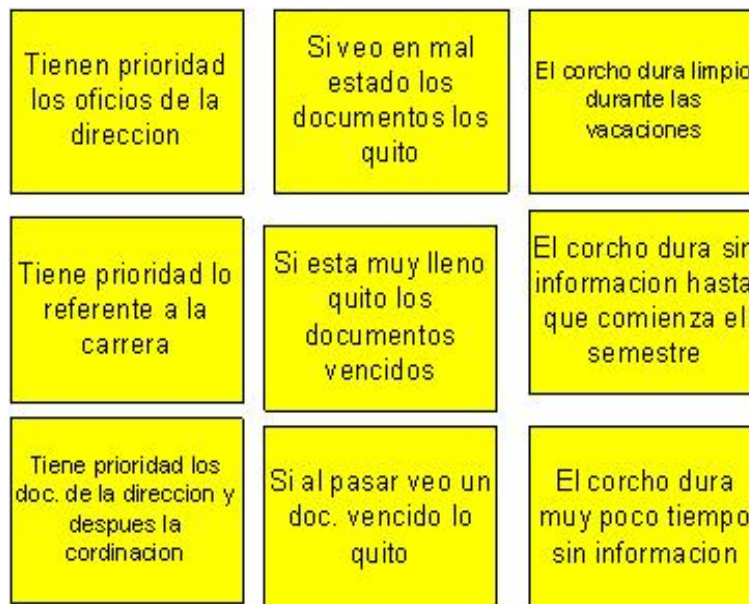 Tienen prioridad
los oficios de la
direccion
Si veo en mal
estado los
documentos los
quito
El corcho dura limpio
durante las
vacaciones
Tiene prioridad lo
referente a la
carrera
Si esta muy lleno
quito los
documentos
vencidos
El corcho dura sin
informacion hasta
que comienza el
semestre
Tiene prioridad los
doc. de la direccion y
despues la
cordinacion
Si al pasar veo un
doc. vencido lo
quito
El corcho dura
muy poco tiempo
sin informacion